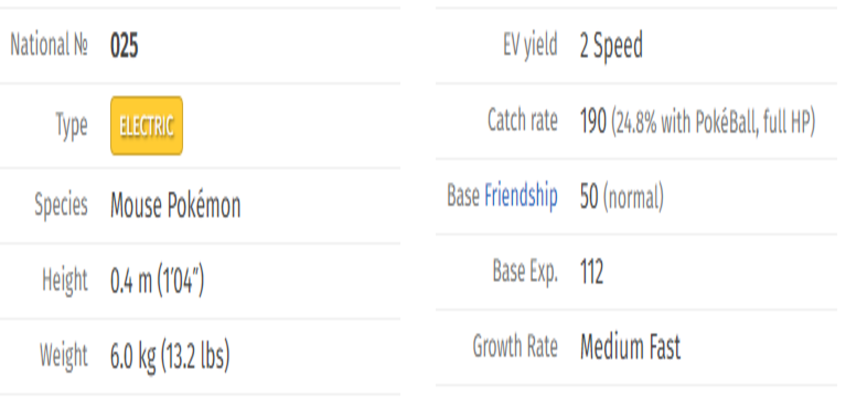 National № 025
Type ELECTRIC
Species Mouse Pokémon
Height 0.4 m (1′04″)
Weight 6.0 kg (13.2 lbs)
EV yield 2 Speed
Catch rate 190 (24.8% with PokéBall, full HP)
Base Friendship 50 (normal)
Base Exp. 112
Growth Rate Medium Fast